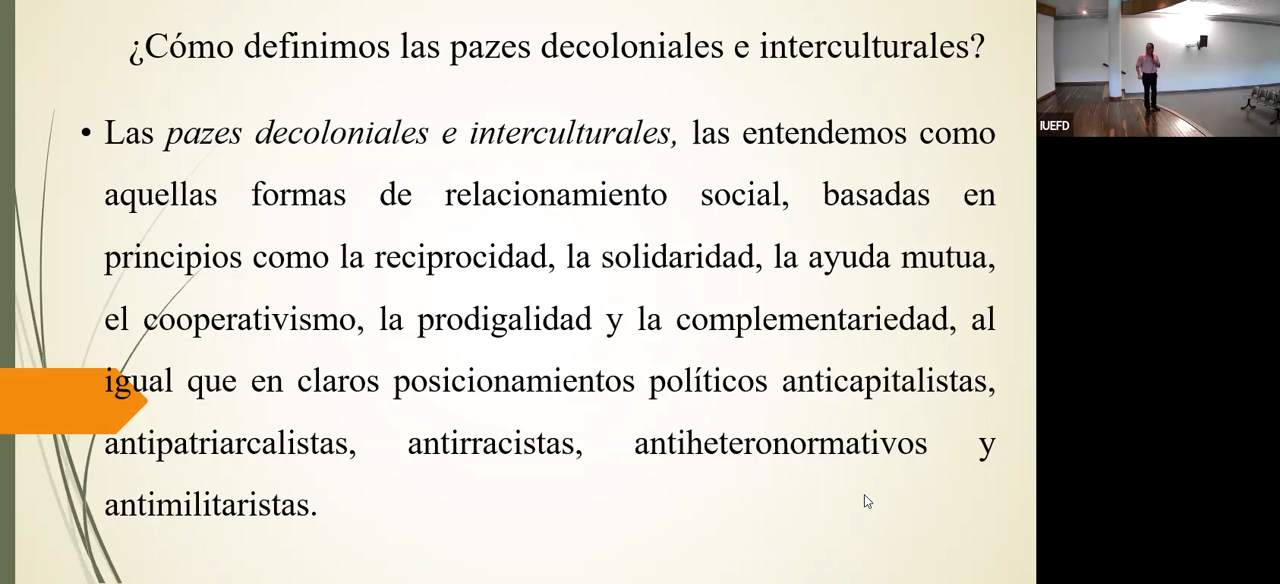 ¿Cómo definimos las pazes decoloniales e interculturales?
• Las pazes decoloniales e interculturales, las entendemos como
aquellas formas de relacionamiento social, basadas en
principios como la reciprocidad, la solidaridad, la ayuda mutua,
el cooperativismo, la prodigalidad y la complementariedad, al
igual que en claros posicionamientos políticos anticapitalistas,
antipatriarcalistas, antirracistas, antiheteronormativos y
antimilitaristas.
IUEFD